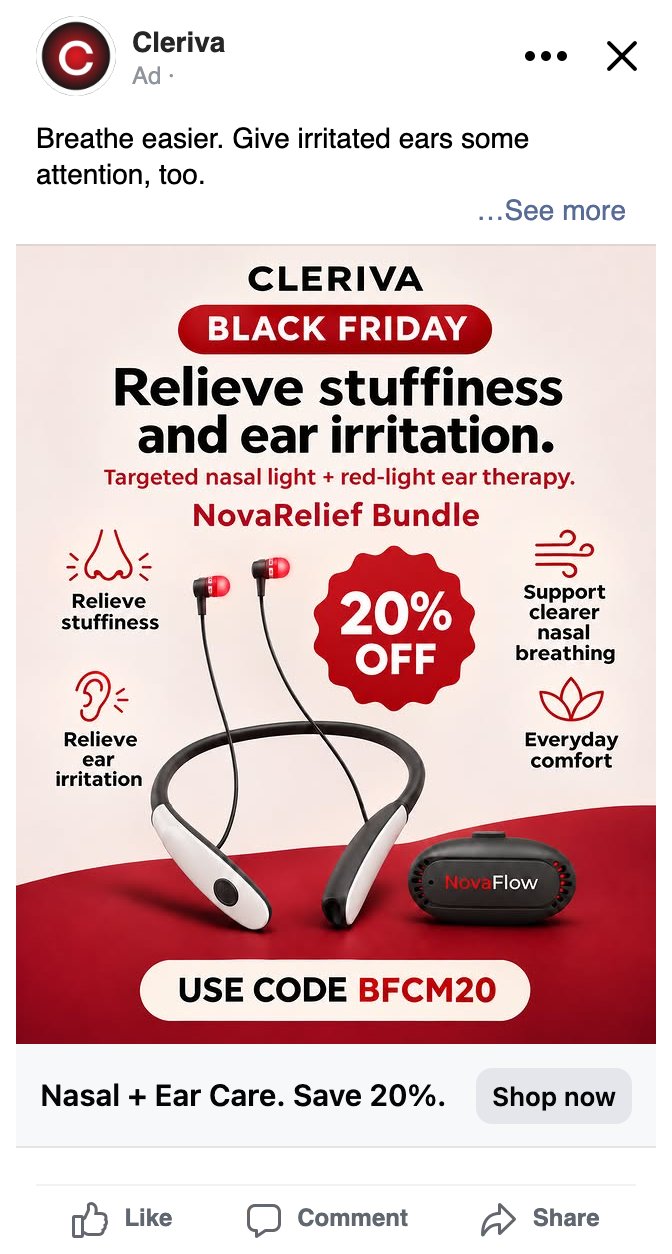 Cleriva
Ad ·
Breathe easier. Give irritated ears some
attention, too.
...See more
CLERIVA
BLACK FRIDAY
Relieve stuffiness
and ear irritation.
Targeted nasal light + red-light ear therapy.
NovaRelief Bundle
Relieve
stuffiness
20%
OFF
Support
clearer
nasal
breathing
Relieve
ear
irritation
Everyday
comfort
NovaFlow
USE CODE BFCM20
Nasal + Ear Care. Save 20%.
Shop now
Like
Comment
Share